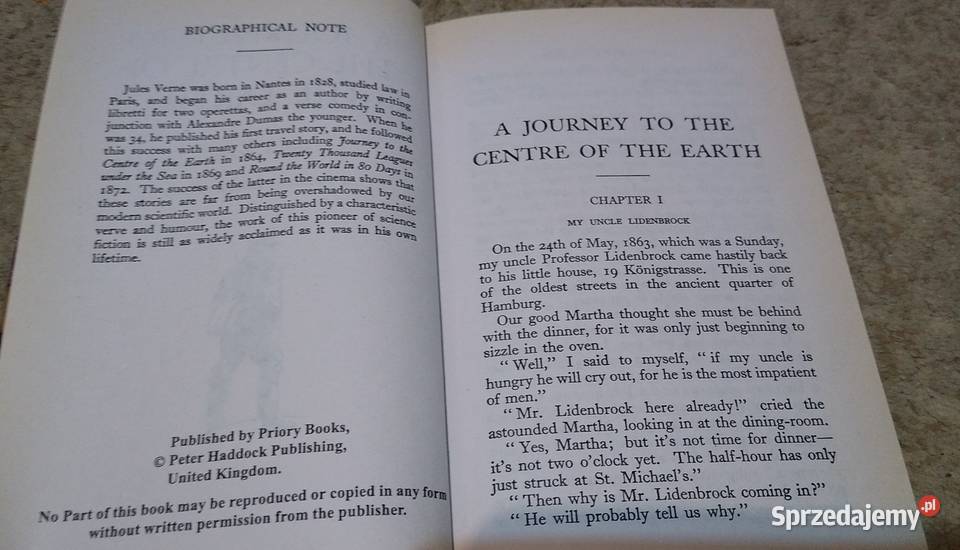 BIOGRAPHICAL NOTE
Jules Verne was born in Nantes in 1828, studied law in
Paris, and began his career as an author by writing
libretti for two operettas, and a verse comedy in con-
junction with Alexandre Dumas the younger. When he
was 34, he published his first travel story, and he followed
this success with many others including Journey to the
Centre of the Earth in 1864, Twenty Thousand Leagues
under the Sea in 1869 and Round the World in 80 Days in
1872. The success of the latter in the cinema shows that
these stories are far from being overshadowed by our
modern scientific world. Distinguished by a characteristic
verve and humour, the work of this pioneer of science
fiction is still as widely acclaimed as it was in his own
lifetime.
Published by Priory Books,
© Peter Haddock Publishing,
United Kingdom.
No Part of this book may be reproduced or copied in any form
without written permission from the publisher.
A JOURNEY TO THE
CENTRE OF THE EARTH
CHAPTER I
MY UNCLE LIDENBROCK
On the 24th of May, 1863, which was a Sunday,
my uncle Professor Lidenbrock came hastily back
to his little house, 19 Königstrasse. This is one
of the oldest streets in the ancient quarter of
Hamburg.
Our good Martha thought she must be behind
with the dinner, for it was only just beginning to
sizzle in the oven.
"Well," I said to myself, "if my uncle is
hungry he will cry out, for he is the most impatient
of men."
"Mr. Lidenbrock here already!" cried the
astounded Martha, looking in at the dining-room.
"Yes, Martha; but it's not time for dinner—
it's not two o'clock yet. The half-hour has only
just struck at St. Michael's."
"Then why is Mr. Lidenbrock coming in?"
"He will probably tell us why."
Sprzedajemy.pl